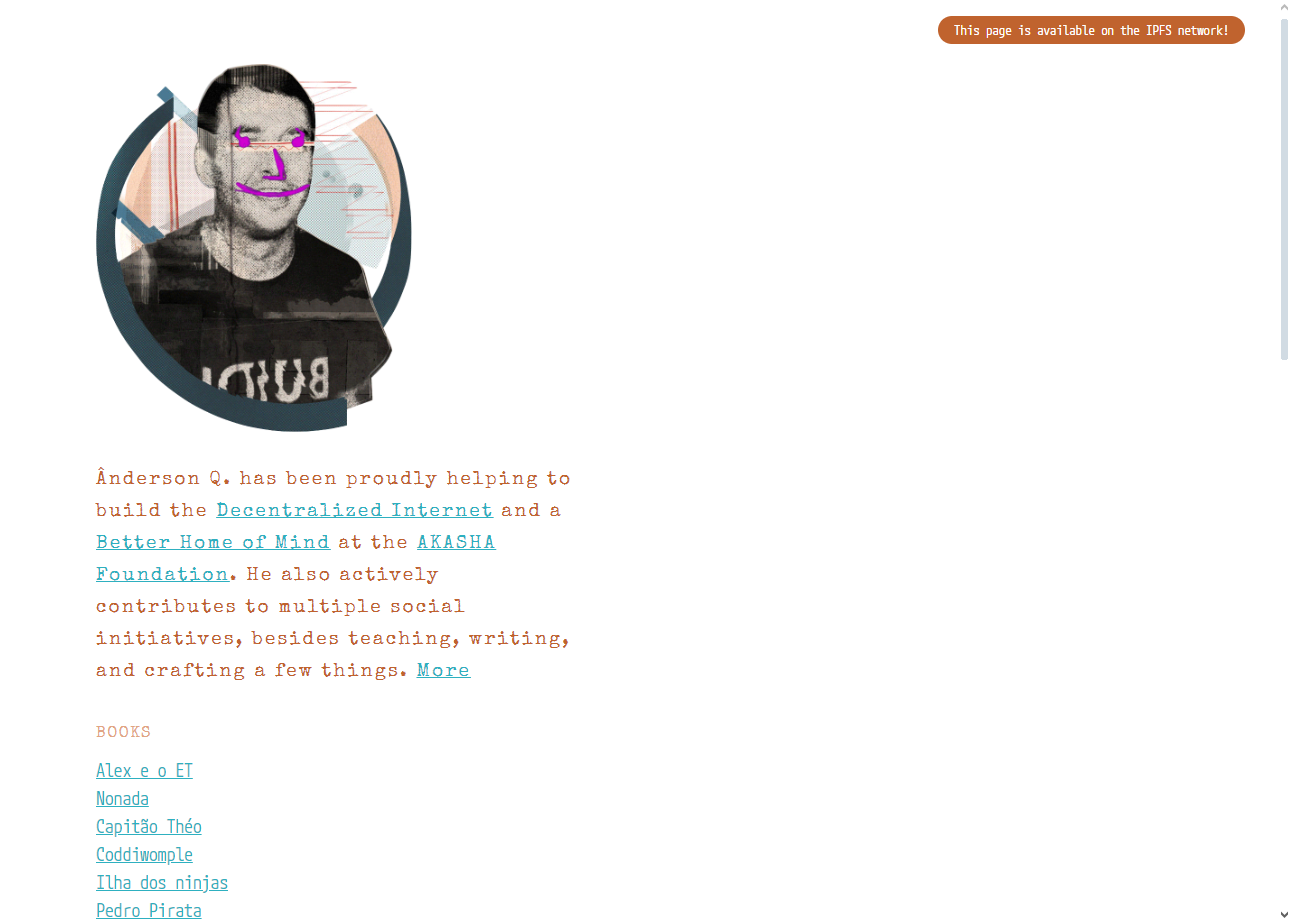 This page is available on the IPFS network!
Ânderson Q. has been proudly helping to
build the Decentralized Internet and a
Better Home of Mind at the AKASHA
Foundation. He also actively
contributes to multiple social
initiatives, besides teaching, writing,
and crafting a few things. More
BOOKS
Alex e o ET
Nonada
Capitão Théo
Coddiwomple
Ilha dos ninjas
Pedro Pirata